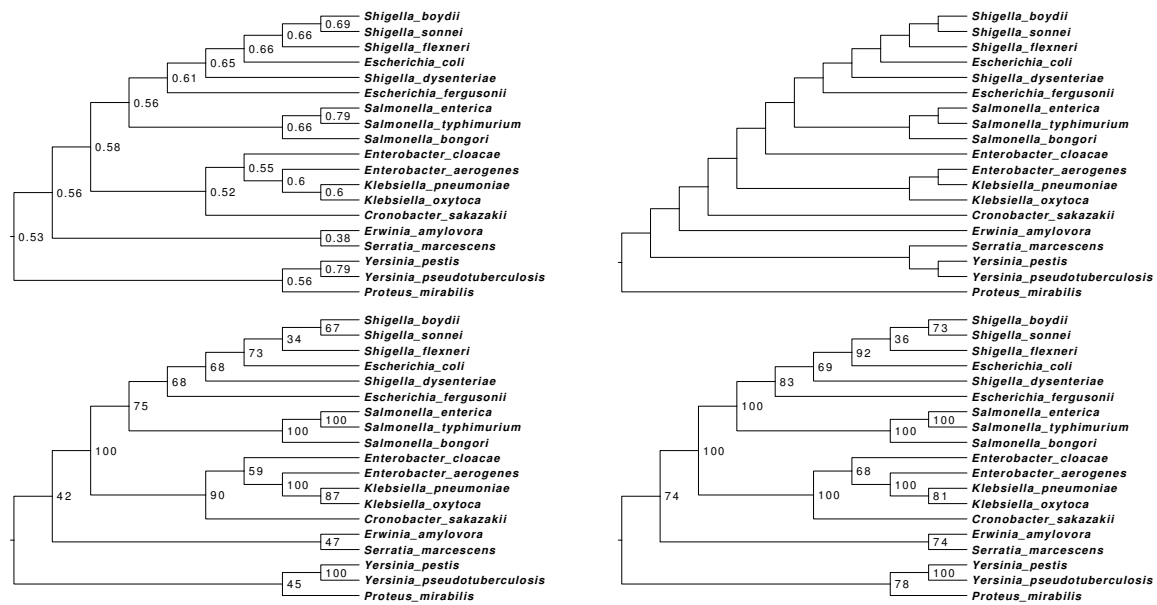 Shigella_boydii
0.69
Shigella_sonnei
0.66
Shigella_flexneri
0.66
Escherichia_coli
0.65
Shigella_dysenteriae
0.61
Escherichia_fergusonii
0.56
Salmonella_enterica
0.79
Salmonella_typhimurium
0.66
Salmonella_bongori
0.58
Enterobacter_cloacae
0.55
Enterobacter_aerogenes
0.6
Klebsiella_pneumoniae
0.6
Klebsiella_oxytoca
0.52
Cronobacter_sakazakii
0.56
Erwinia_amylovora
0.38
Serratia_marcescens
0.53
Yersinia_pestis
0.79
Yersinia_pseudotuberculosis
0.56
Proteus_mirabilis
Shigella_boydii
Shigella_sonnei
Shigella_flexneri
Escherichia_coli
Shigella_dysenteriae
Escherichia_fergusonii
Salmonella_enterica
Salmonella_typhimurium
Salmonella_bongori
Enterobacter_cloacae
Enterobacter_aerogenes
Klebsiella_pneumoniae
Klebsiella_oxytoca
Cronobacter_sakazakii
Erwinia_amylovora
Serratia_marcescens
Yersinia_pestis
Yersinia_pseudotuberculosis
Proteus_mirabilis
Shigella_boydii
67
Shigella_sonnei
34
Shigella_flexneri
73
Escherichia_coli
68
Shigella_dysenteriae
68
Escherichia_fergusonii
75
Salmonella_enterica
100
Salmonella_typhimurium
100
Salmonella_bongori
100
Enterobacter_cloacae
59
Enterobacter_aerogenes
100
Klebsiella_pneumoniae
87
Klebsiella_oxytoca
90
Cronobacter_sakazakii
42
Erwinia_amylovora
47
Serratia_marcescens
Yersinia_pestis
100
Yersinia_pseudotuberculosis
45
Proteus_mirabilis
Shigella_boydii
73
Shigella_sonnei
36
Shigella_flexneri
92
Escherichia_coli
69
Shigella_dysenteriae
83
Escherichia_fergusonii
100
Salmonella_enterica
100
Salmonella_typhimurium
100
Salmonella_bongori
100
Enterobacter_cloacae
68
Enterobacter_aerogenes
100
Klebsiella_pneumoniae
81
Klebsiella_oxytoca
100
Cronobacter_sakazakii
74
Erwinia_amylovora
74
Serratia_marcescens
Yersinia_pestis
100
Yersinia_pseudotuberculosis
78
Proteus_mirabilis